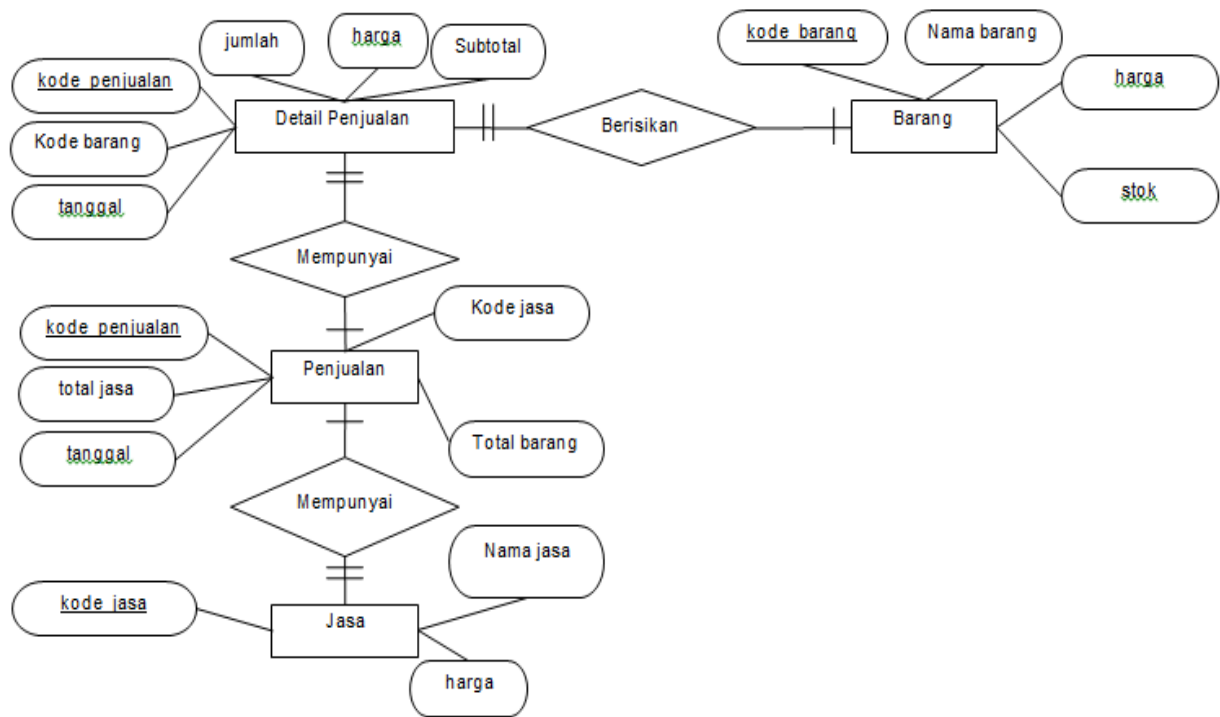 jumlah
harga
Subtotal
kode barang
Nama barang
kode penjualan
harga
Detail Penjualan
Berisikan
Barang
Kode barang
tanggal
stok
Mempunyai
Kode jasa
kode penjualan
Penjualan
total jasa
tanggal
Total barang
Mempunyai
Nama jasa
kode jasa
Jasa
harga